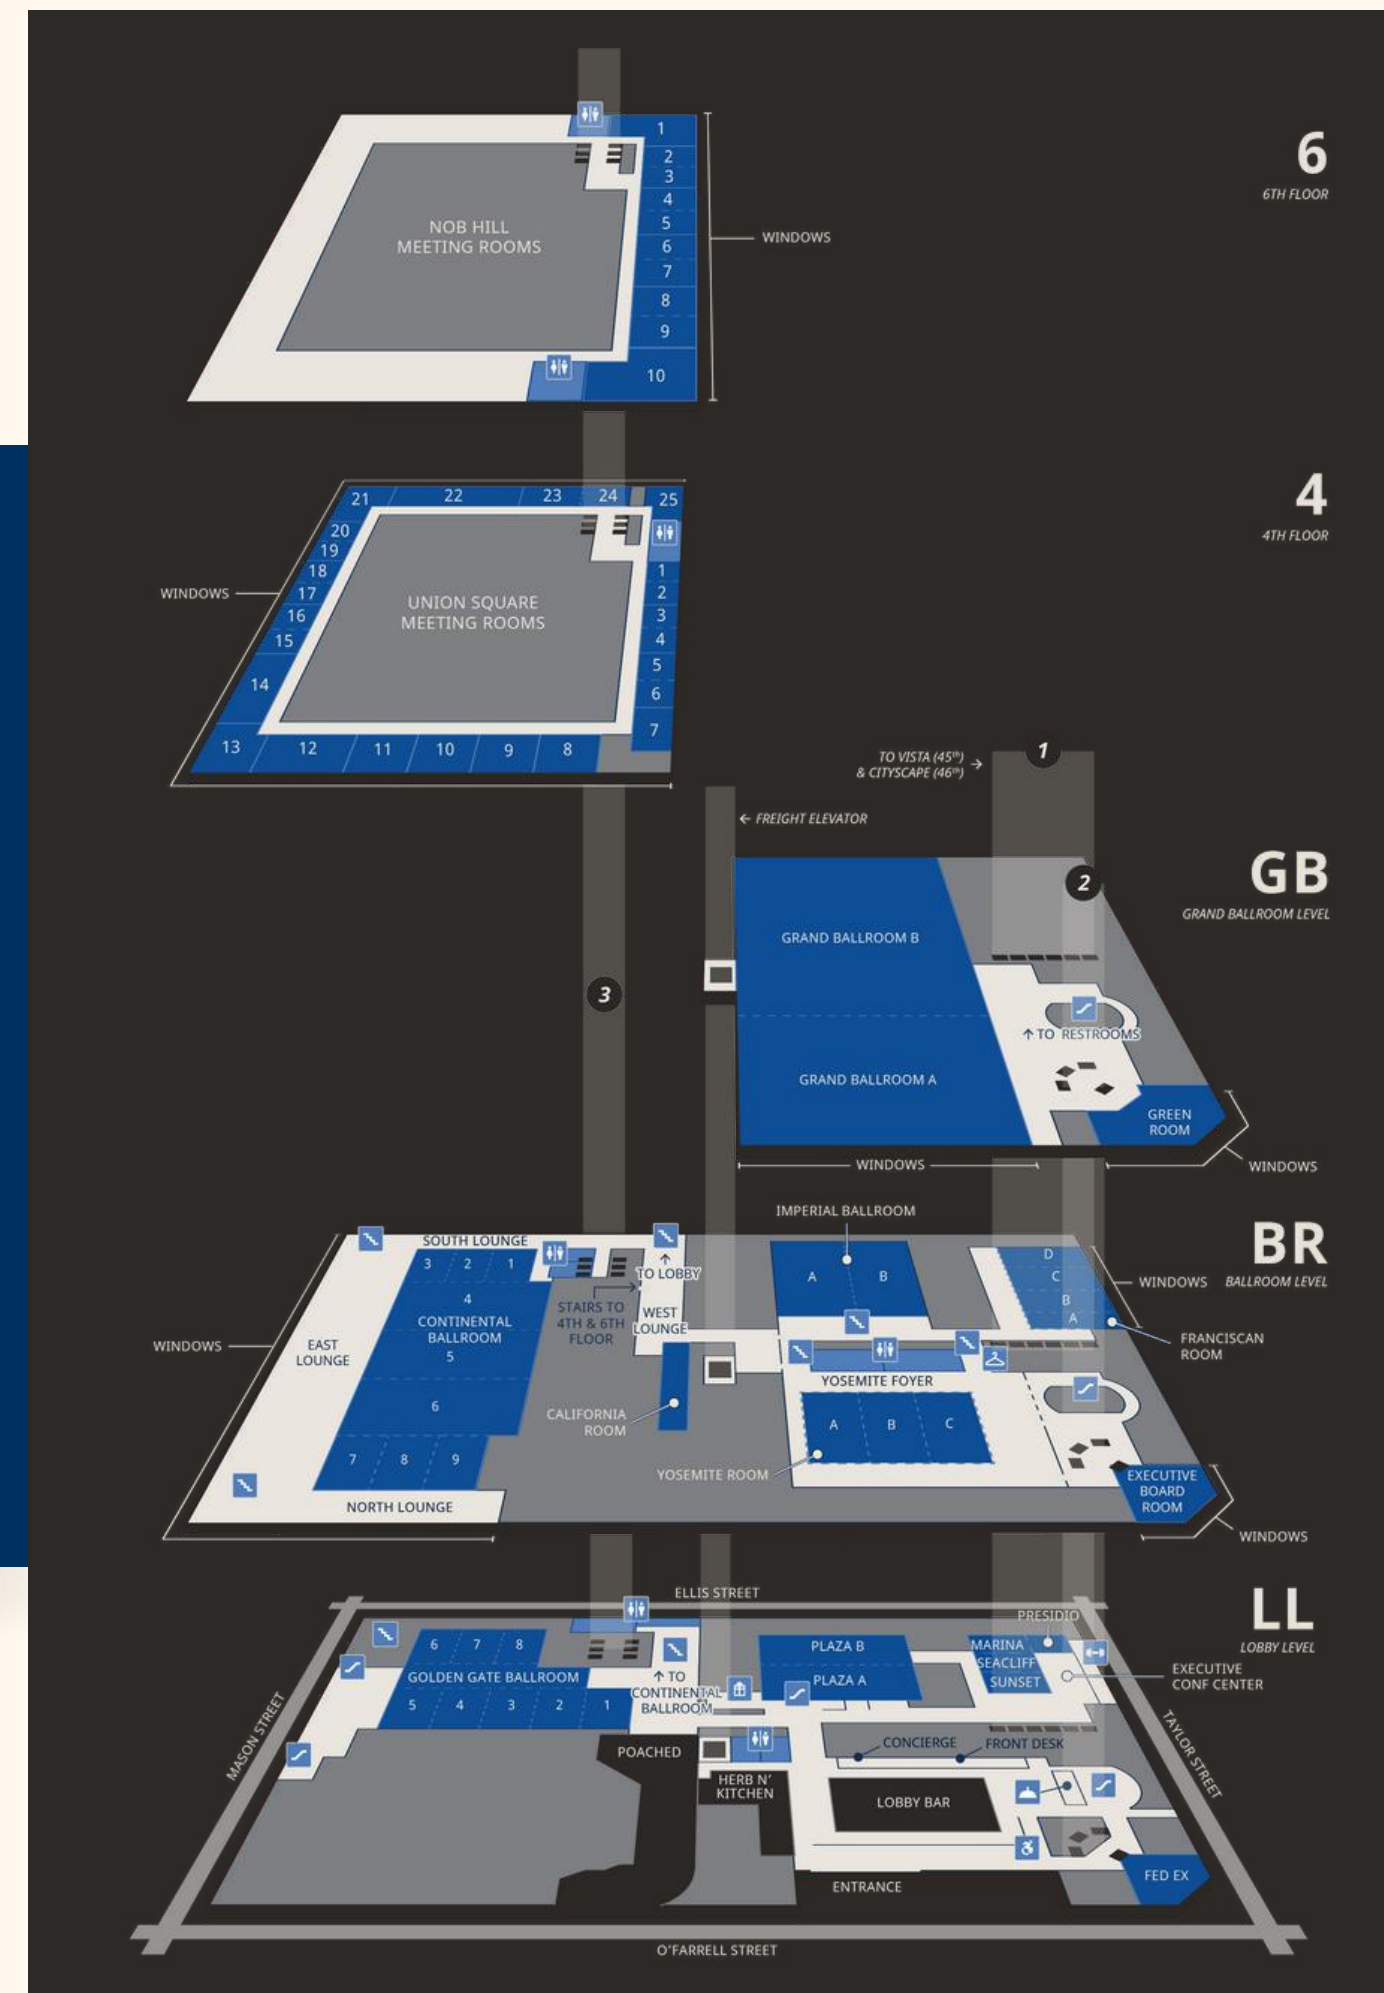 1
2
3
4
5
6
7
8
9
10
NOB HILL
MEETING ROOMS
WINDOWS
6
6TH FLOOR
21
22
23
24
25
20
19
18
17
16
15
14
13
12
11
10
9
8
1
2
3
4
5
6
7
WINDOWS
UNION SQUARE
MEETING ROOMS
4
4TH FLOOR
TO VISTA (45th)
& CITYSCAPE (46th) →
1
← FREIGHT ELEVATOR
2
3
GB
GRAND BALLROOM LEVEL
GRAND BALLROOM B
GRAND BALLROOM A
↑ TO RESTROOMS
GREEN
ROOM
WINDOWS
WINDOWS
BR
BALLROOM LEVEL
IMPERIAL BALLROOM
A
B
SOUTH LOUNGE
3
2
1
4
CONTINENTAL
BALLROOM
5
6
7
8
9
EAST
LOUNGE
NORTH LOUNGE
WINDOWS
↑
TO LOBBY
STAIRS TO
4TH & 6TH
FLOOR
WEST
LOUNGE
CALIFORNIA
ROOM
YOSEMITE FOYER
A
B
C
YOSEMITE ROOM
D
C
B
A
WINDOWS
FRANCISCAN
ROOM
EXECUTIVE
BOARD
ROOM
WINDOWS
LL
LOBBY LEVEL
ELLIS STREET
6
7
8
GOLDEN GATE BALLROOM
5
4
3
2
1
↑ TO
CONTINENTAL
BALLROOM
PLAZA B
PLAZA A
PRESIDIO
MARINA
SEACLIFF
SUNSET
EXECUTIVE
CONF CENTER
MASON STREET
TAYLOR STREET
POACHED
HERB N'
KITCHEN
CONCIERGE
FRONT DESK
LOBBY BAR
ENTRANCE
FED EX
O'FARRELL STREET